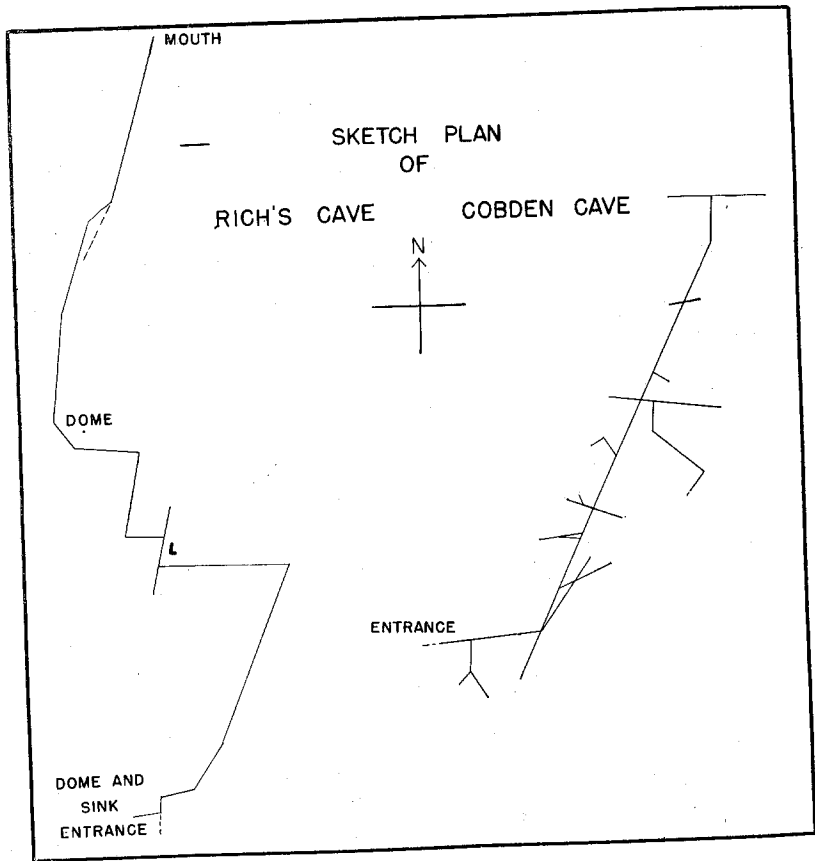 MOUTH
SKETCH PLAN
OF
RICH'S CAVE COBDEN CAVE
N
DOME
L
ENTRANCE
DOME AND
SINK
ENTRANCE